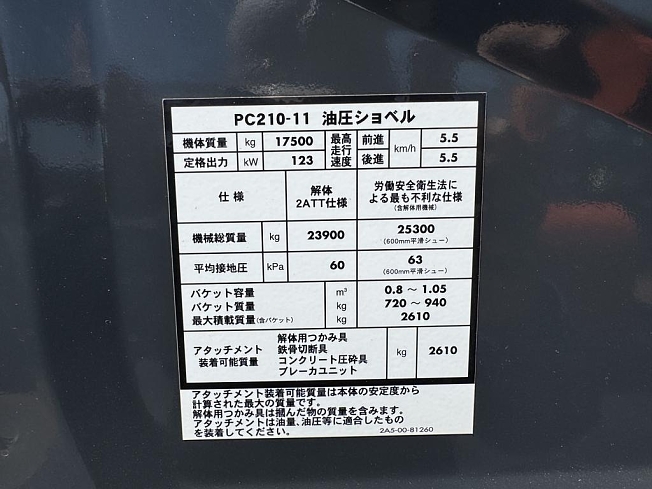 PC210-11 油圧ショベル
機体質量 kg 17500 最高走行速度 前進 km/h 5.5
定格出力 kW 123 後進 5.5
仕様 解体 2ATT仕様 労働安全衛生法による最も不利な仕様 (含解体用機械)
機械総質量 kg 23900 25300 (600mm平滑シュー)
平均接地圧 kPa 60 63 (600mm平滑シュー)
バケット容量 m³ 0.8 ～ 1.05
バケット質量 kg 720 ～ 940
最大積載質量(含バケット) kg 2610
アタッチメント装着可能質量 解体用つかみ具 鉄骨切断具 コンクリート圧砕具 ブレーカユニット kg 2610
アタッチメント装着可能質量は本体の安定度から
計算された最大の質量です。
解体用つかみ具は掴んだ物の質量を含みます。
アタッチメントは油量、油圧等に適合したもの
を装着してください。 2A5-00-81260